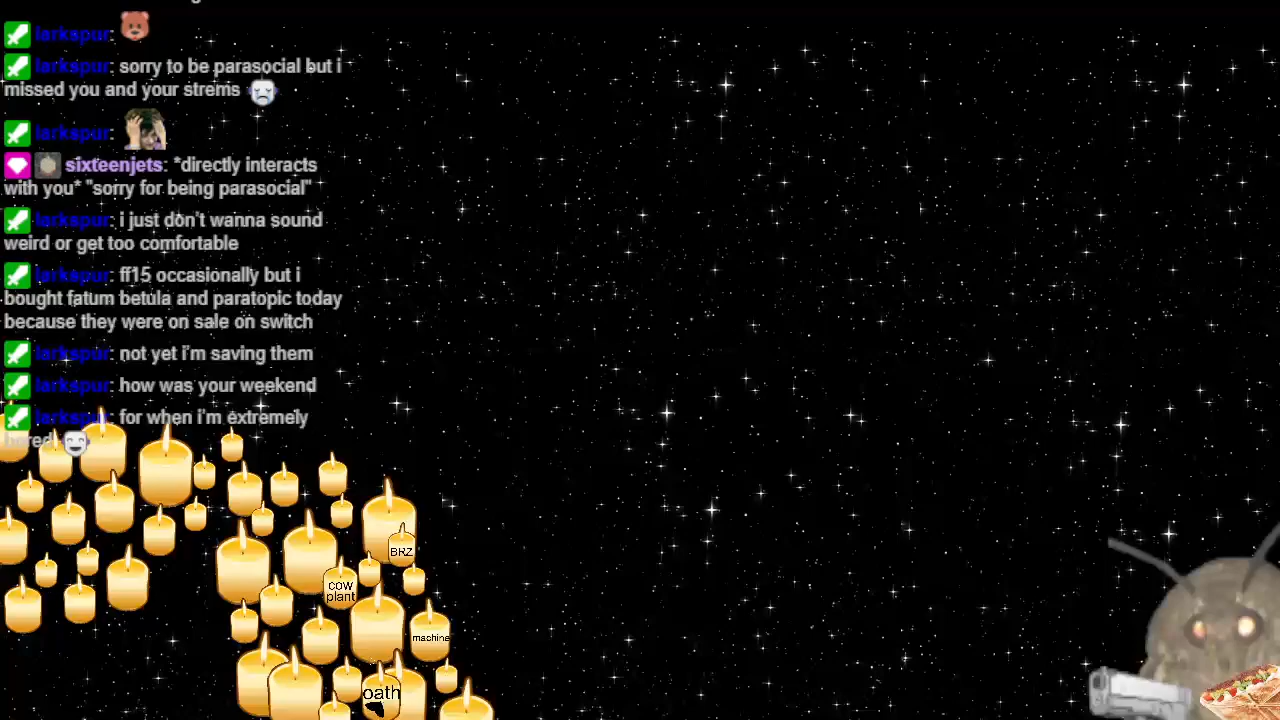 larkspur:
larkspur: sorry to be parasocial but i
missed you and your strems
larkspur:
sixteenjets: *directly interacts
with you* "sorry for being parasocial"
larkspur: i just don't wanna sound
weird or get too comfortable
larkspur: ff15 occasionally but i
bought fatum betula and paratopic today
because they were on sale on switch
larkspur: not yet i'm saving them
larkspur: how was your weekend
larkspur: for when i'm extremely
bored
BRZ
cow
plant
machine
oath